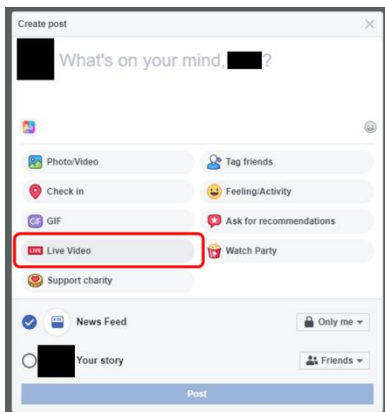 Create post
What's on your mind, ?
Photo/Video
Tag friends
Check in
Feeling/Activity
GIF
GIF
Ask for recommendations
LIVE
Live Video
Watch Party
Support charity
News Feed
Only me
Your story
Friends
Post